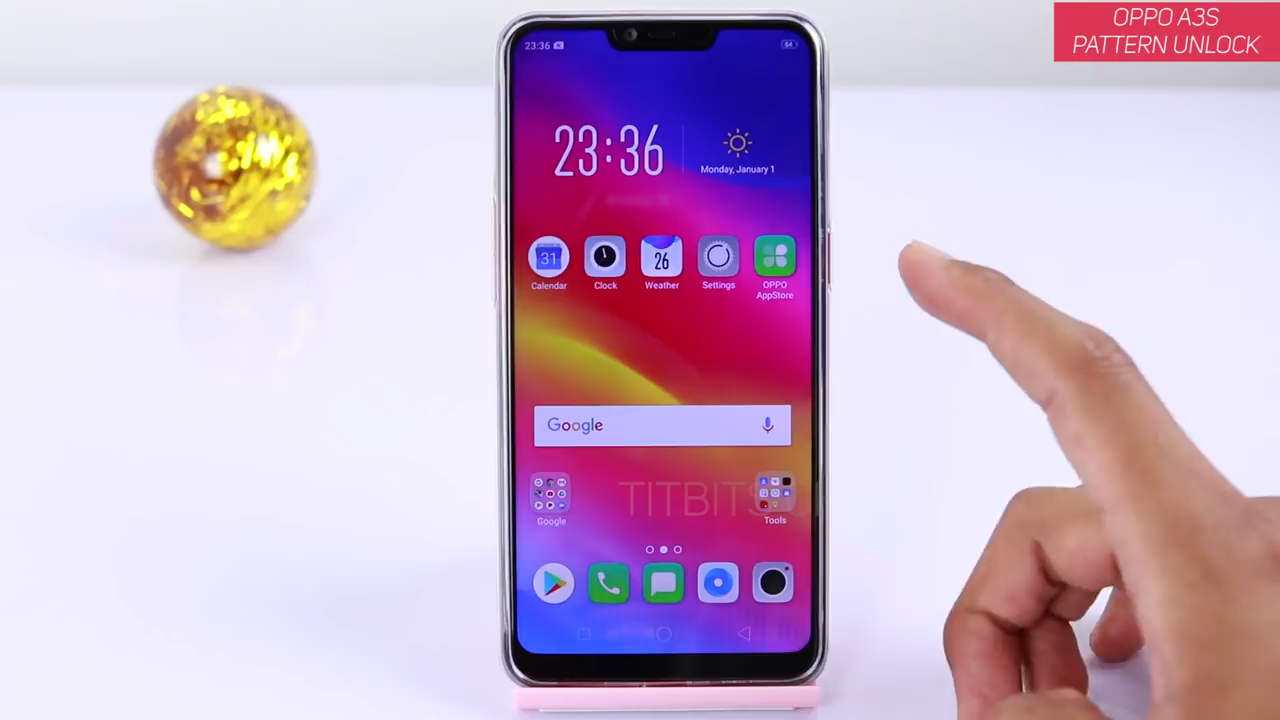 OPPO A3S
PATTERN UNLOCK
23:36
64
23:36
Monday, January 1
31
26
Calendar
Clock
Weather
Settings
OPPO
AppStore
Google
TITBITS
Google
Tools